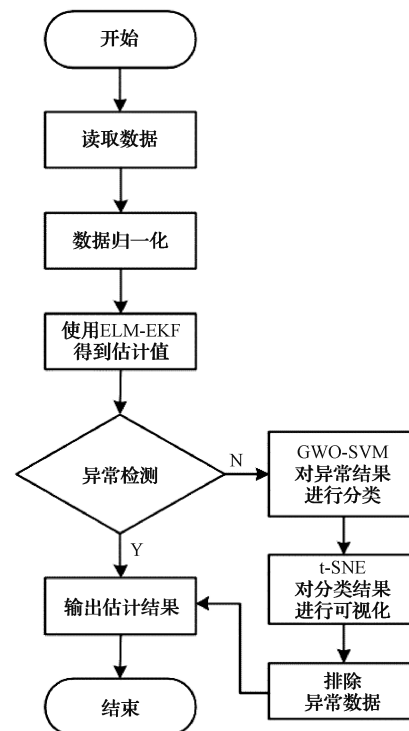 开始
读取数据
数据归一化
使用ELM-EKF
得到估计值
异常检测
N
GWO-SVM
对异常结果
进行分类
Y
t-SNE
对分类结果
进行可视化
输出估计结果
排除
异常数据
结束